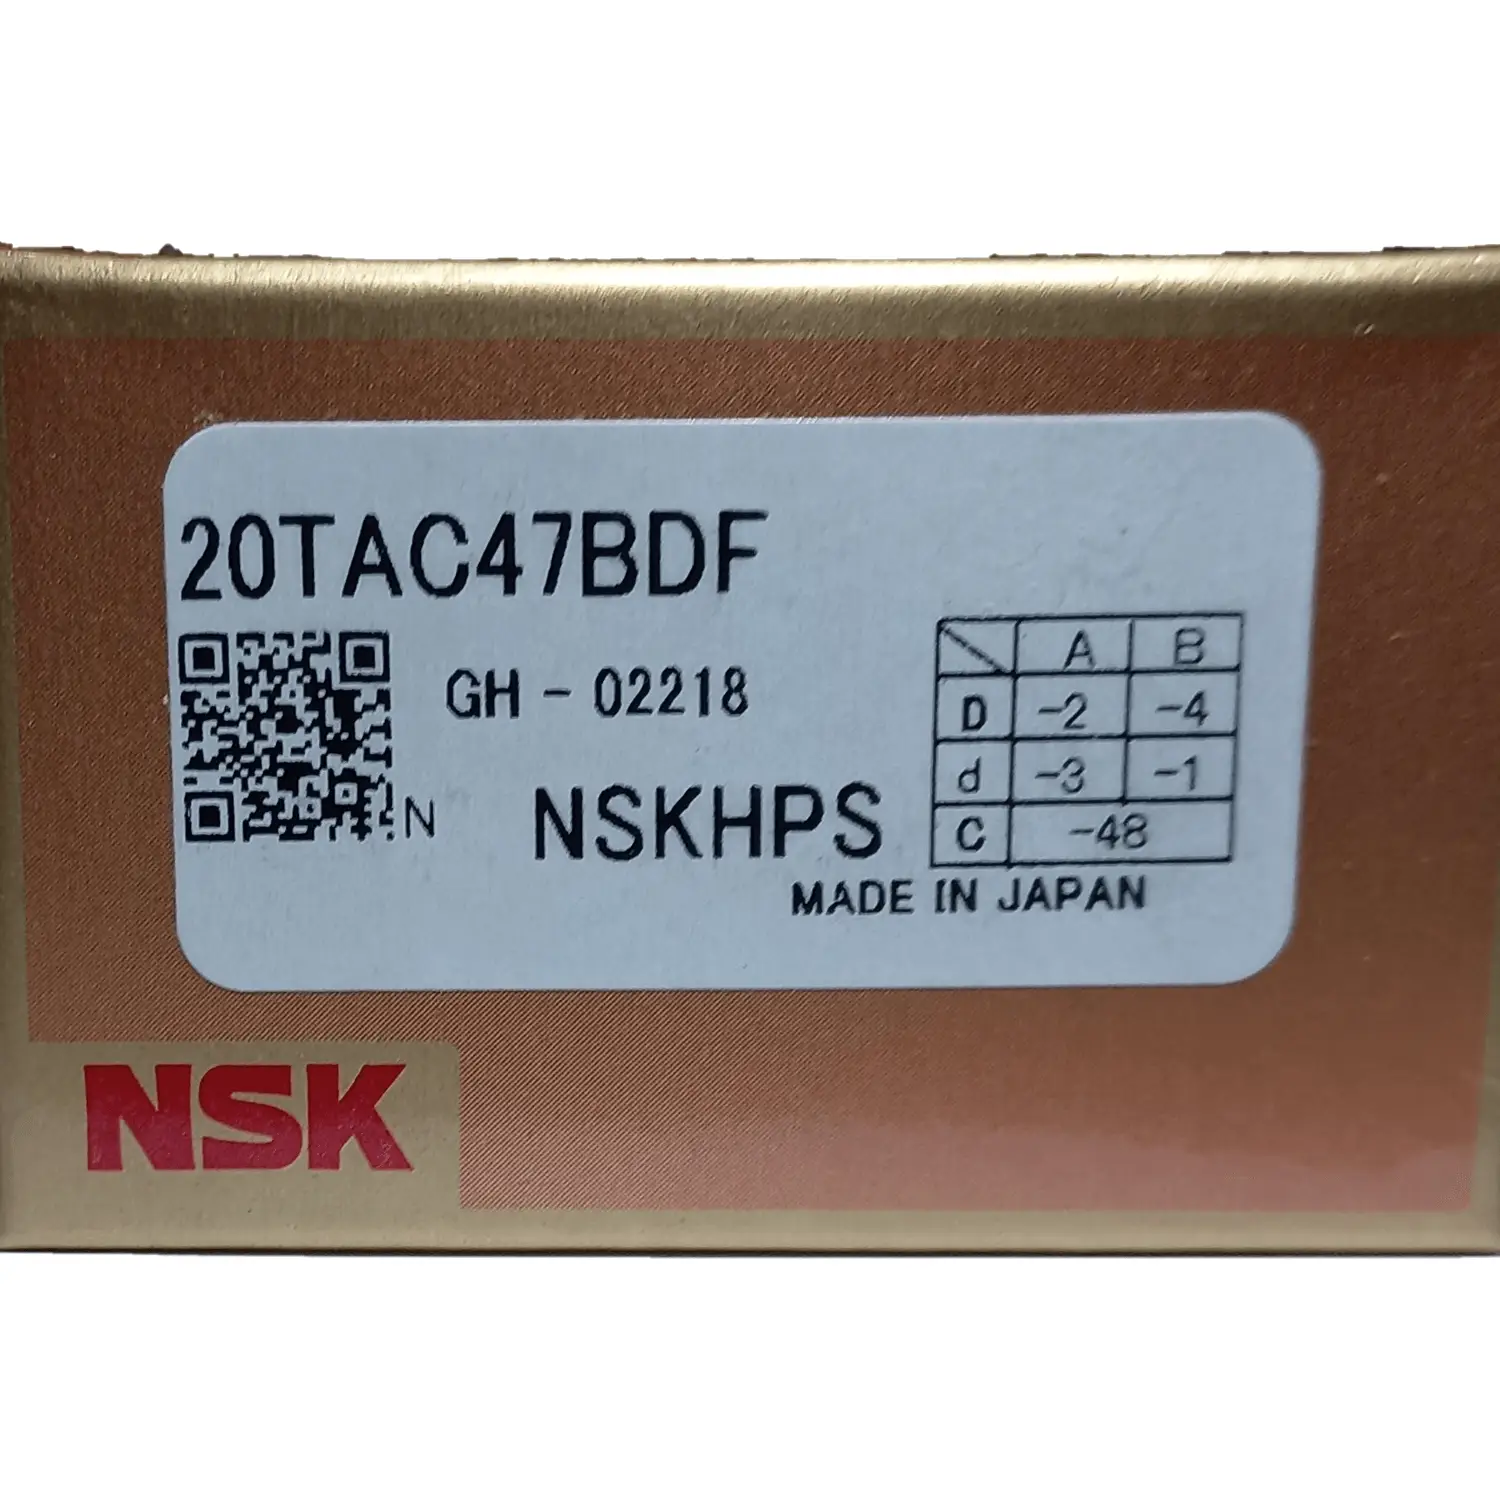 20TAC47BDF
GH - 02218
N
NSKHPS
A B
D -2 -4
d -3 -1
C -48
MADE IN JAPAN
NSK